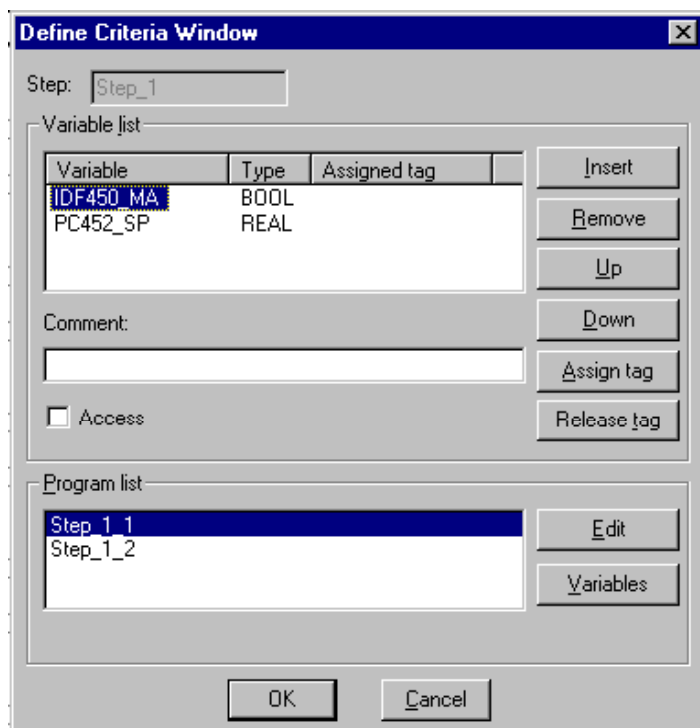 Define Criteria Window
Step: Step_1
Variable list
Variable Type Assigned tag
IDF450_MA BOOL
PC452_SP REAL
Insert
Remove
Up
Down
Assign tag
Release tag
Comment:
Access
Program list
Step_1_1
Step_1_2
Edit
Variables
OK Cancel